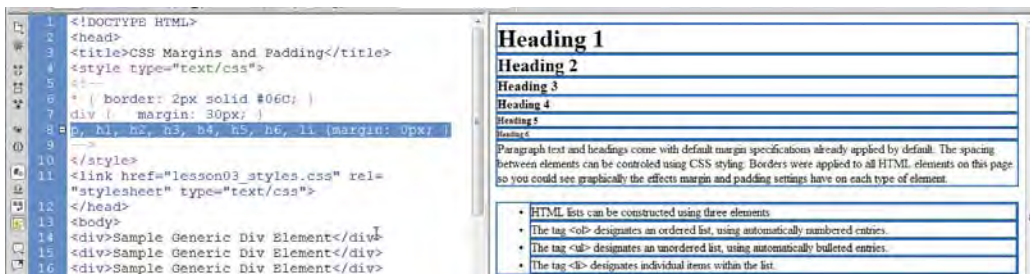 1 <!DOCTYPE HTML>
2 <head>
3 <title>CSS Margins and Padding</title>
4 <style type="text/css">
5 <!--
6 * { border: 2px solid #06C; }
7 div { margin: 30px; }
8 p, h1, h2, h3, h4, h5, h6, li {margin: 0px; }
9 -->
10 </style>
11 <link href="lesson03_styles.css" rel=
"stylesheet" type="text/css">
12 </head>
13 <body>
14 <div>Sample Generic Div Element</div>
15 <div>Sample Generic Div Element</div>
16 <div>Sample Generic Div Element</div>
Heading 1
Heading 2
Heading 3
Heading 4
Heading 5
Heading 6
Paragraph text and headings come with default margin specifications already applied by default. The spacing
between elements can be controled using CSS styling. Borders were applied to all HTML elements on this page
so you could see graphically the effects margin and padding settings have on each type of element.
• HTML lists can be constructed using three elements
• The tag <ol> designates an ordered list, using automatically numbered entries.
• The tag <ul> designates an unordered list, using automatically bulleted entries.
• The tag <li> designates individual items within the list.